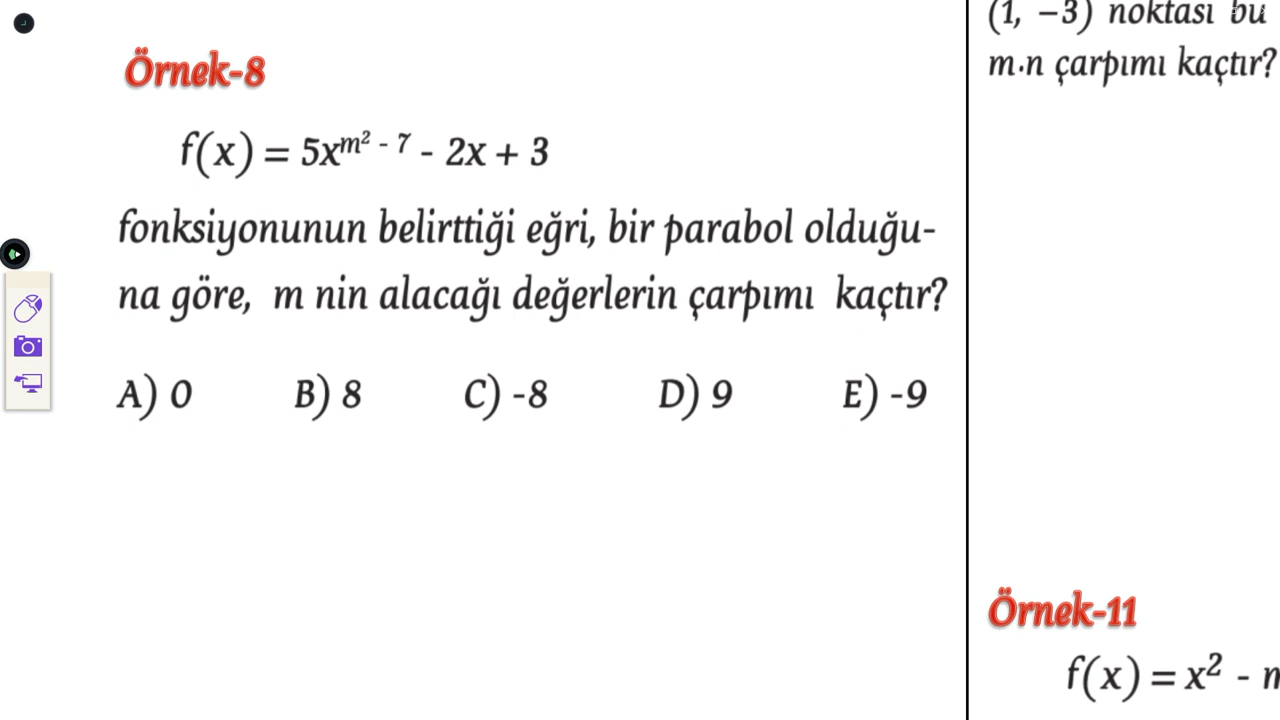 Örnek-8
f(x) = 5x^{m² - 7} - 2x + 3
fonksiyonunun belirttiği eğri, bir parabol olduğu-
na göre, m nin alacağı değerlerin çarpımı kaçtır?
A) 0 B) 8 C) -8 D) 9 E) -9
(1, −3) noktası bu
m·n çarpımı kaçtır?
Örnek-11
f(x) = x² -